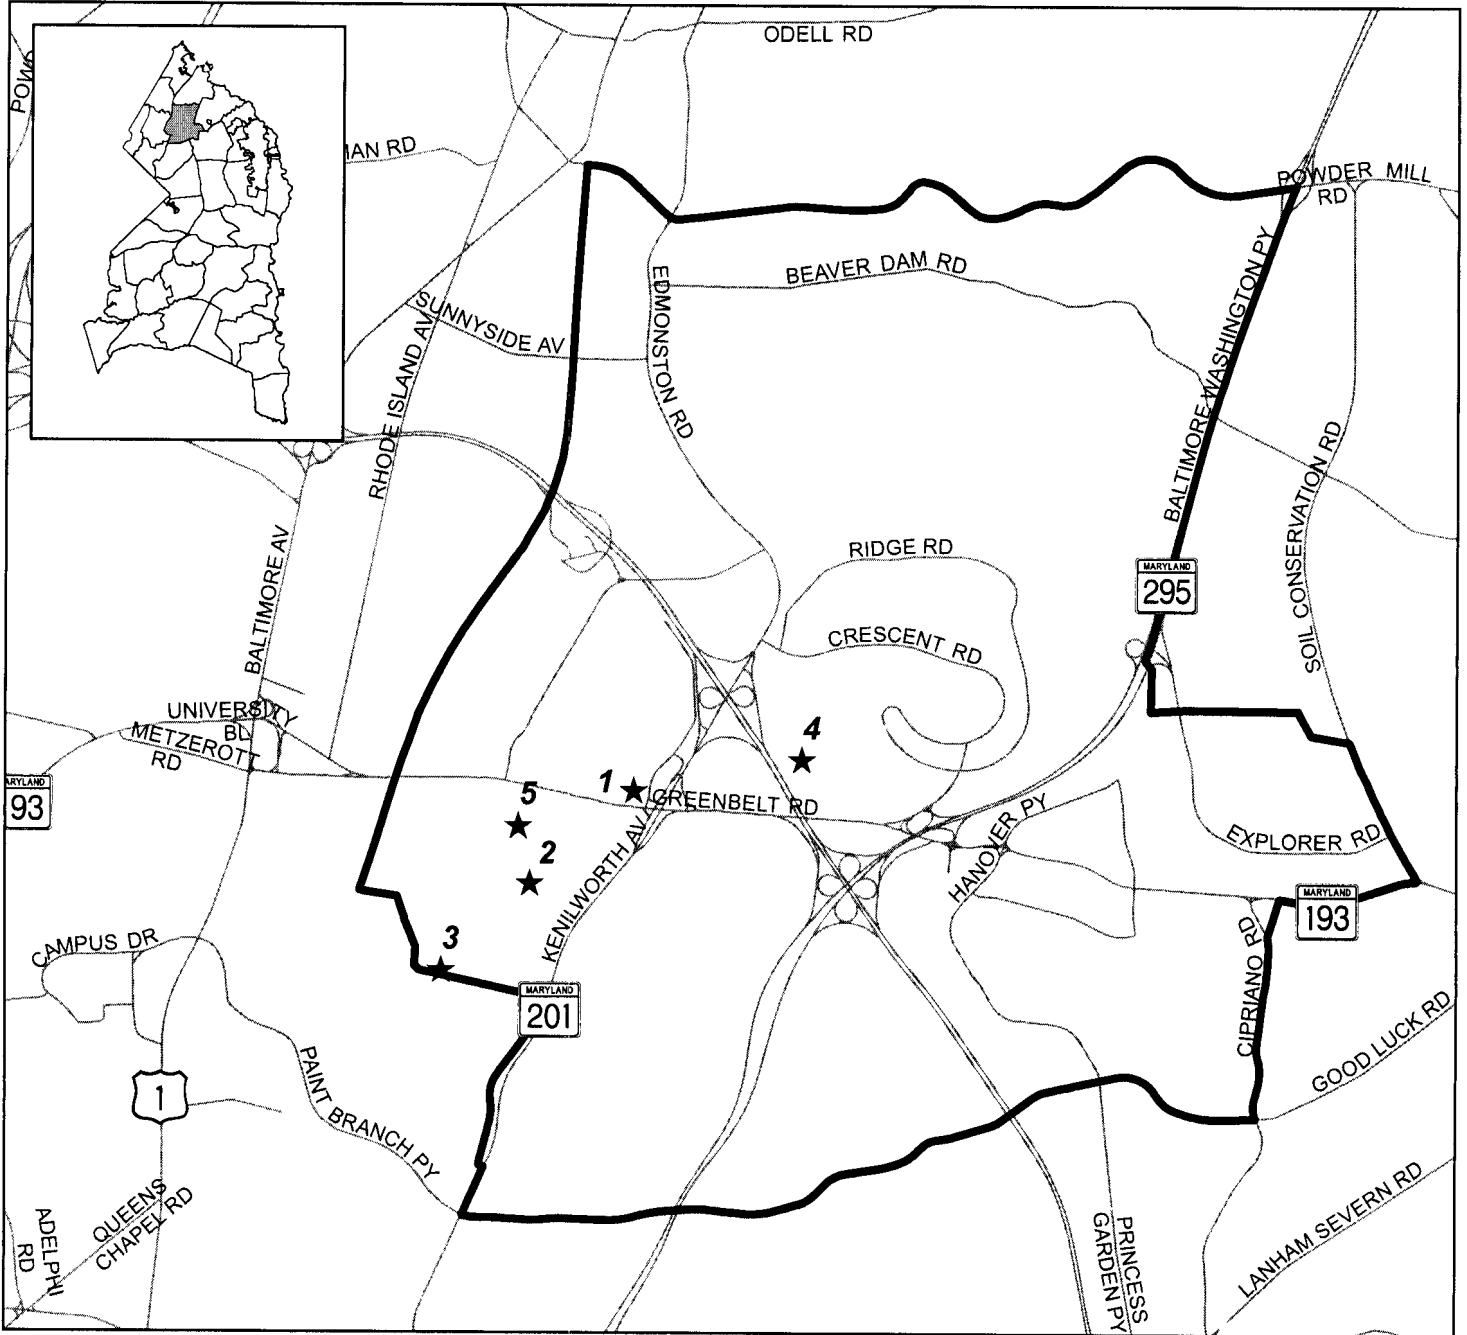 ODELL RD
POWD
IAN RD
POWDER MILL
RD
BEAVER DAM RD
SUNNYSIDE AV
EDMONSTON RD
BALTIMORE WASHINGTON PY
RHODE ISLAND AV
SOIL CONSERVATION RD
BALTIMORE AV
RIDGE RD
MARYLAND
295
CRESCENT RD
UNIVERSITY
BL
METZEROTT
RD
4
1
ARYLAND
93
5
GREENBELT RD
HANOVER PY
EXPLORER RD
2
KENILWORTH AV
MARYLAND
193
3
CAMPUS DR
CIPRIANO RD
MARYLAND
201
GOOD LUCK RD
1
PAINT BRANCH PY
QUEENS
CHAPEL RD
ADELPHI
RD
PRINCESS
GARDEN PY
LANHAM SEVERN RD